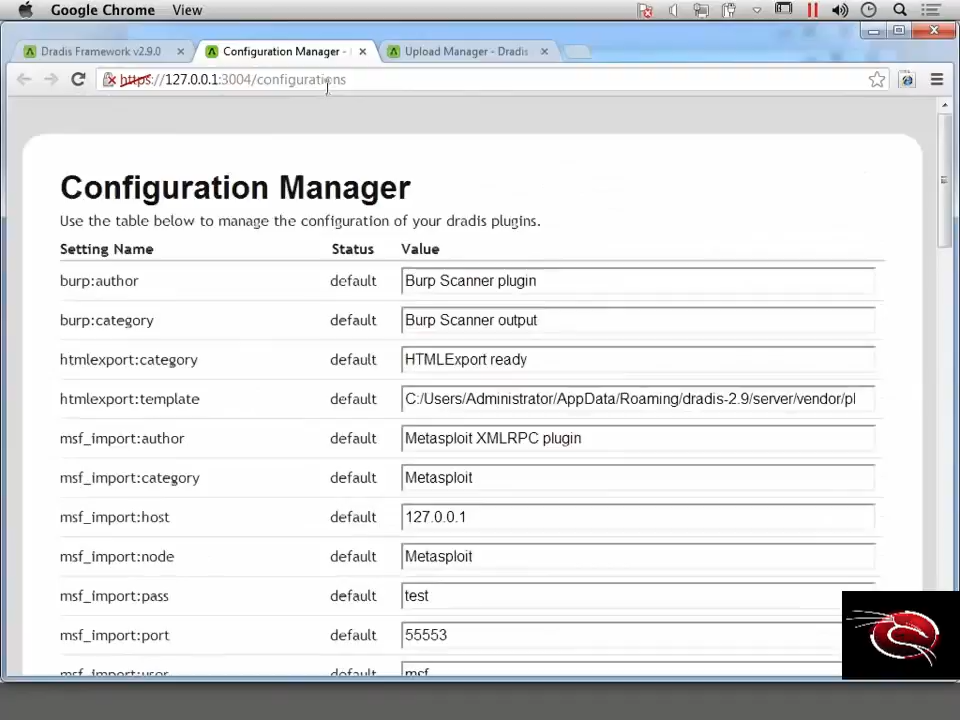 Google Chrome View
Dradis Framework v2.9.0
Configuration Manager -
Upload Manager - Dradis
https://127.0.0.1:3004/configurations
Configuration Manager
Use the table below to manage the configuration of your dradis plugins.
Setting Name Status Value
burp:author default Burp Scanner plugin
burp:category default Burp Scanner output
htmlexport:category default HTMLExport ready
htmlexport:template default C:/Users/Administrator/AppData/Roaming/dradis-2.9/server/vendor/pl
msf_import:author default Metasploit XMLRPC plugin
msf_import:category default Metasploit
msf_import:host default 127.0.0.1
msf_import:node default Metasploit
msf_import:pass default test
msf_import:port default 55553
msf_import:user default msf